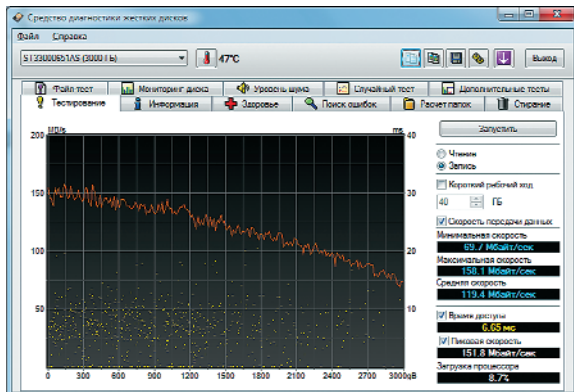 Средство диагностики жестких дисков
Файл Справка
ST33000651AS (3000 ГБ) 47°C Выход
Файл тест Мониторинг диска Уровень шума Случайный тест Дополнительные тесты
Тестирование Информация Здоровье Поиск ошибок Расчет папок Стирание
200 MB/s ms 40
150 30
100 20
50 10
0 300 600 900 1200 1500 1800 2100 2400 2700 3000gB
Запустить
Чтение
Запись
Короткий рабочий ход
40 ГБ
Скорость передачи данных
Минимальная скорость
69.7 Мбайт/сек
Максимальная скорость
158.1 Мбайт/сек
Средняя скорость
119.4 Мбайт/сек
Время доступа
6.65 мс
Пиковая скорость
151.8 Мбайт/сек
Загрузка процессора
8.7%